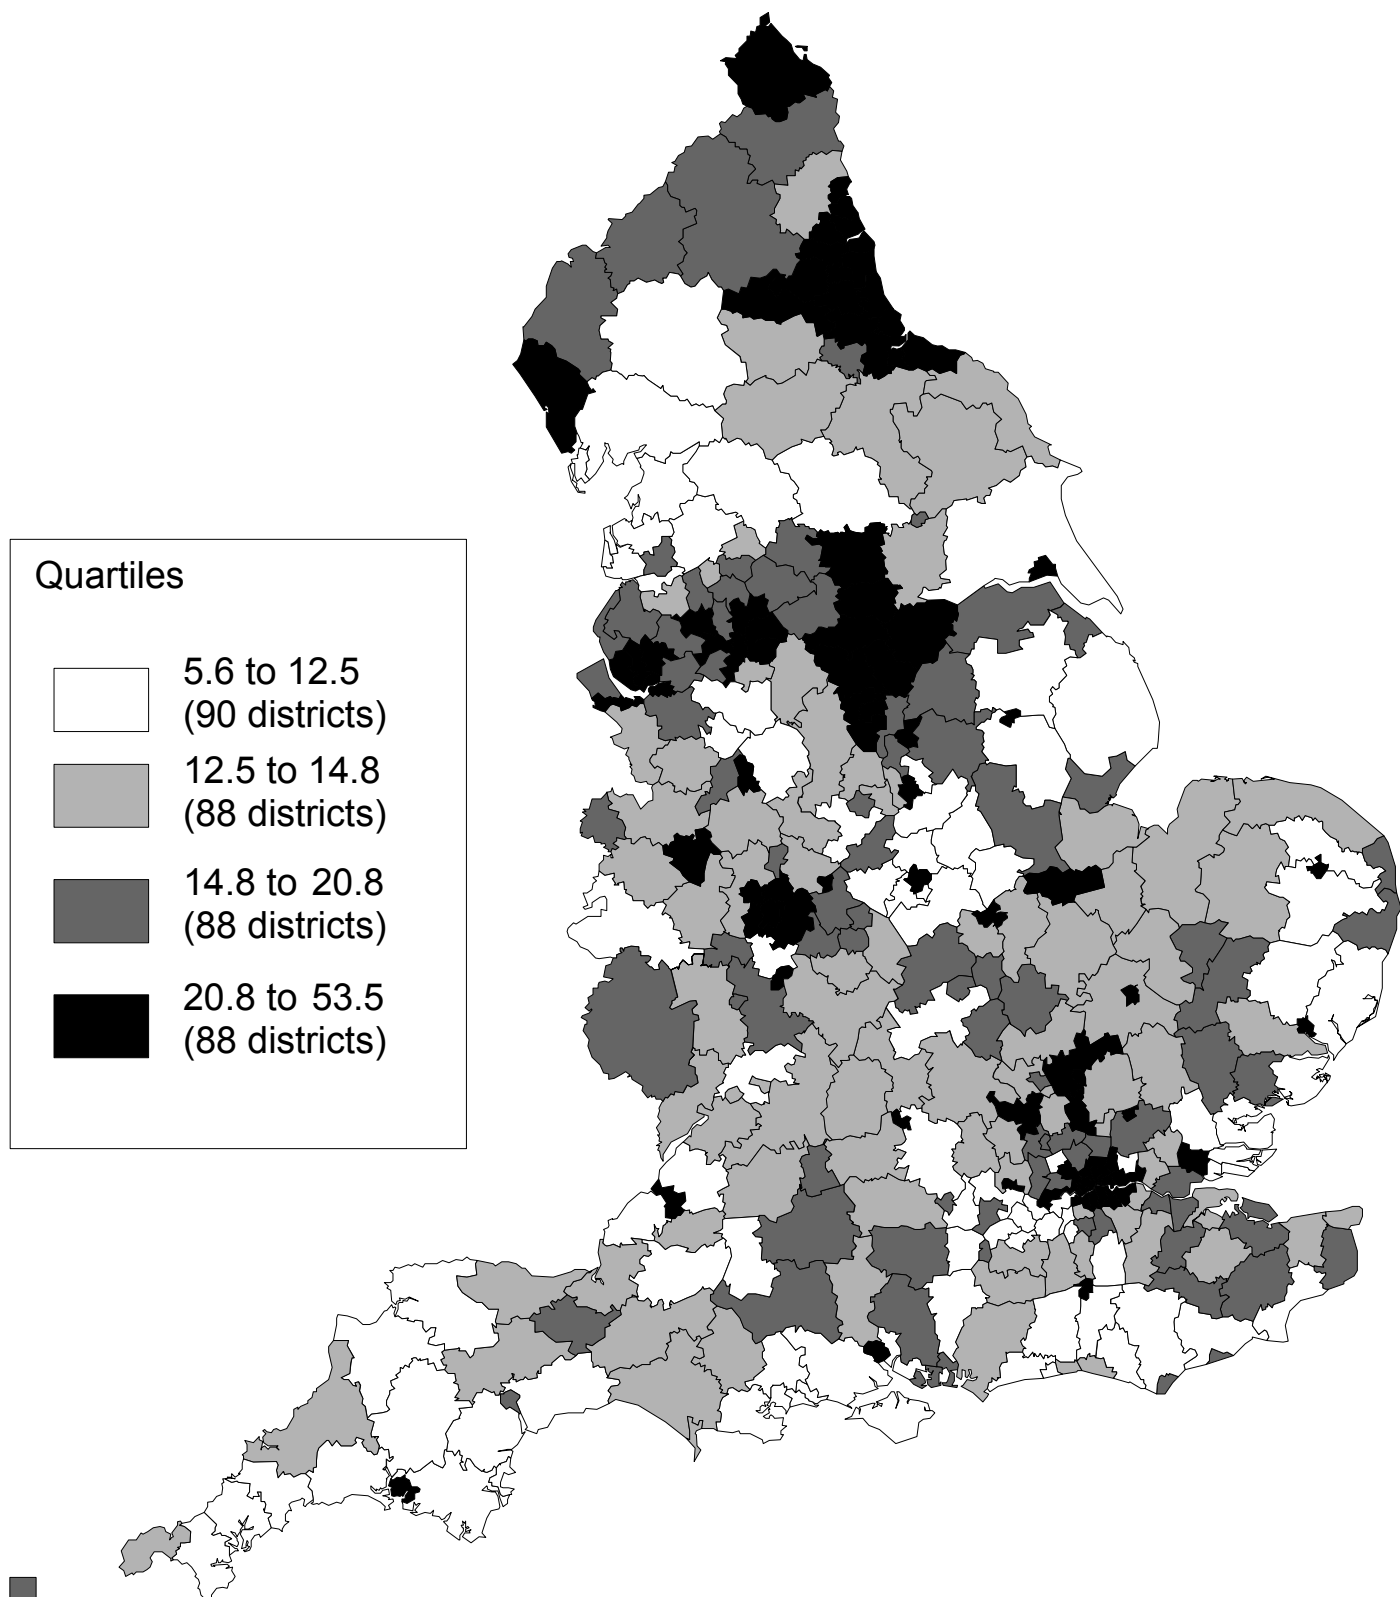 Quartiles
5.6 to 12.5
(90 districts)
12.5 to 14.8
(88 districts)
14.8 to 20.8
(88 districts)
20.8 to 53.5
(88 districts)